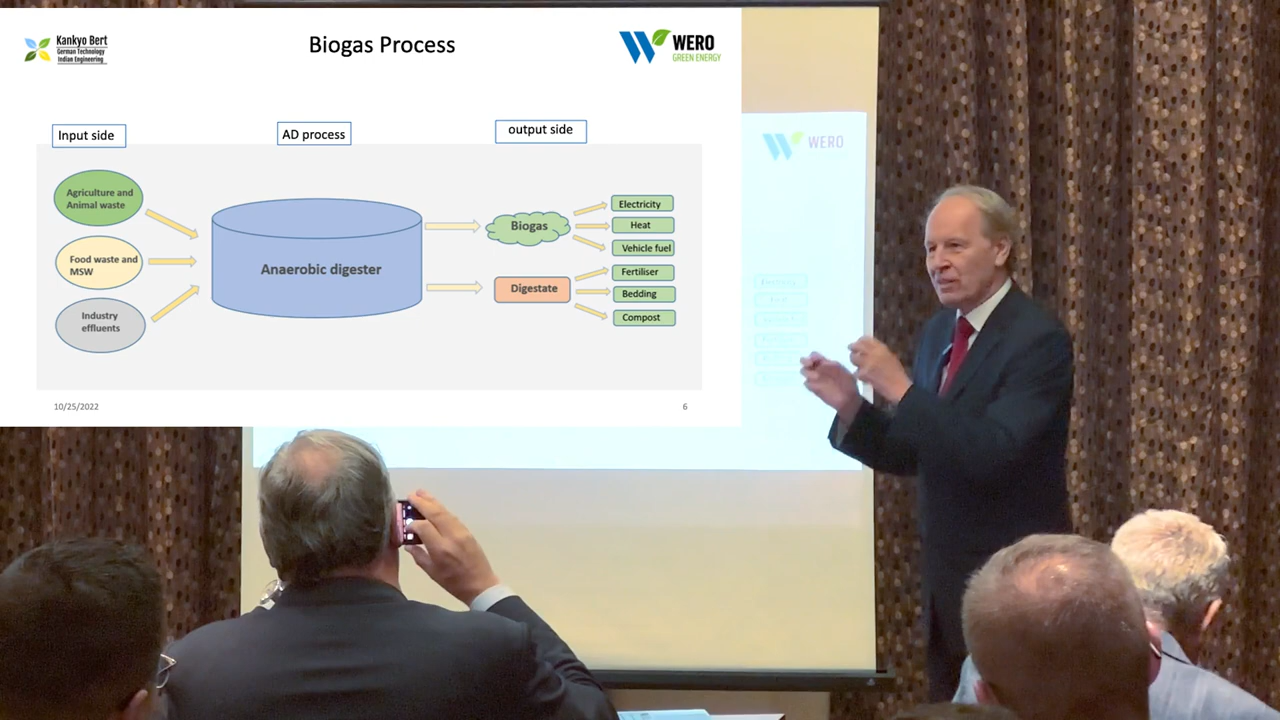 Kankyo Bert
German Technology
Indian Engineering
Biogas Process
WERO
GREEN ENERGY
Input side
AD process
output side
Agriculture and
Animal waste
Food waste and
MSW
Industry
effluents
Anaerobic digester
Biogas
Digestate
Electricity
Heat
Vehicle fuel
Fertiliser
Bedding
Compost
10/25/2022
6
WERO